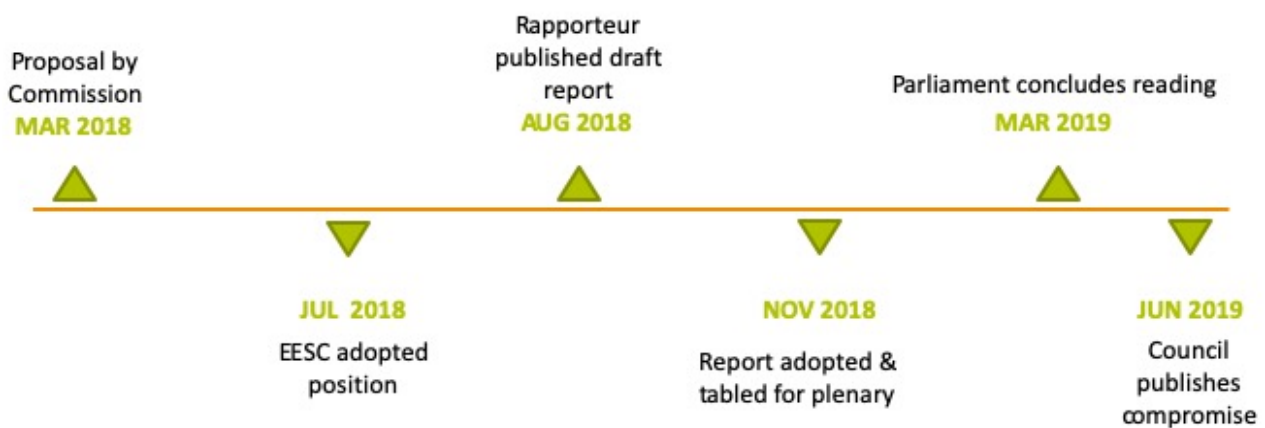 Proposal by
Commission
MAR 2018
JUL 2018
EESC adopted
position
Rapporteur
published draft
report
AUG 2018
NOV 2018
Report adopted &
tabled for plenary
Parliament concludes reading
MAR 2019
JUN 2019
Council
publishes
compromise